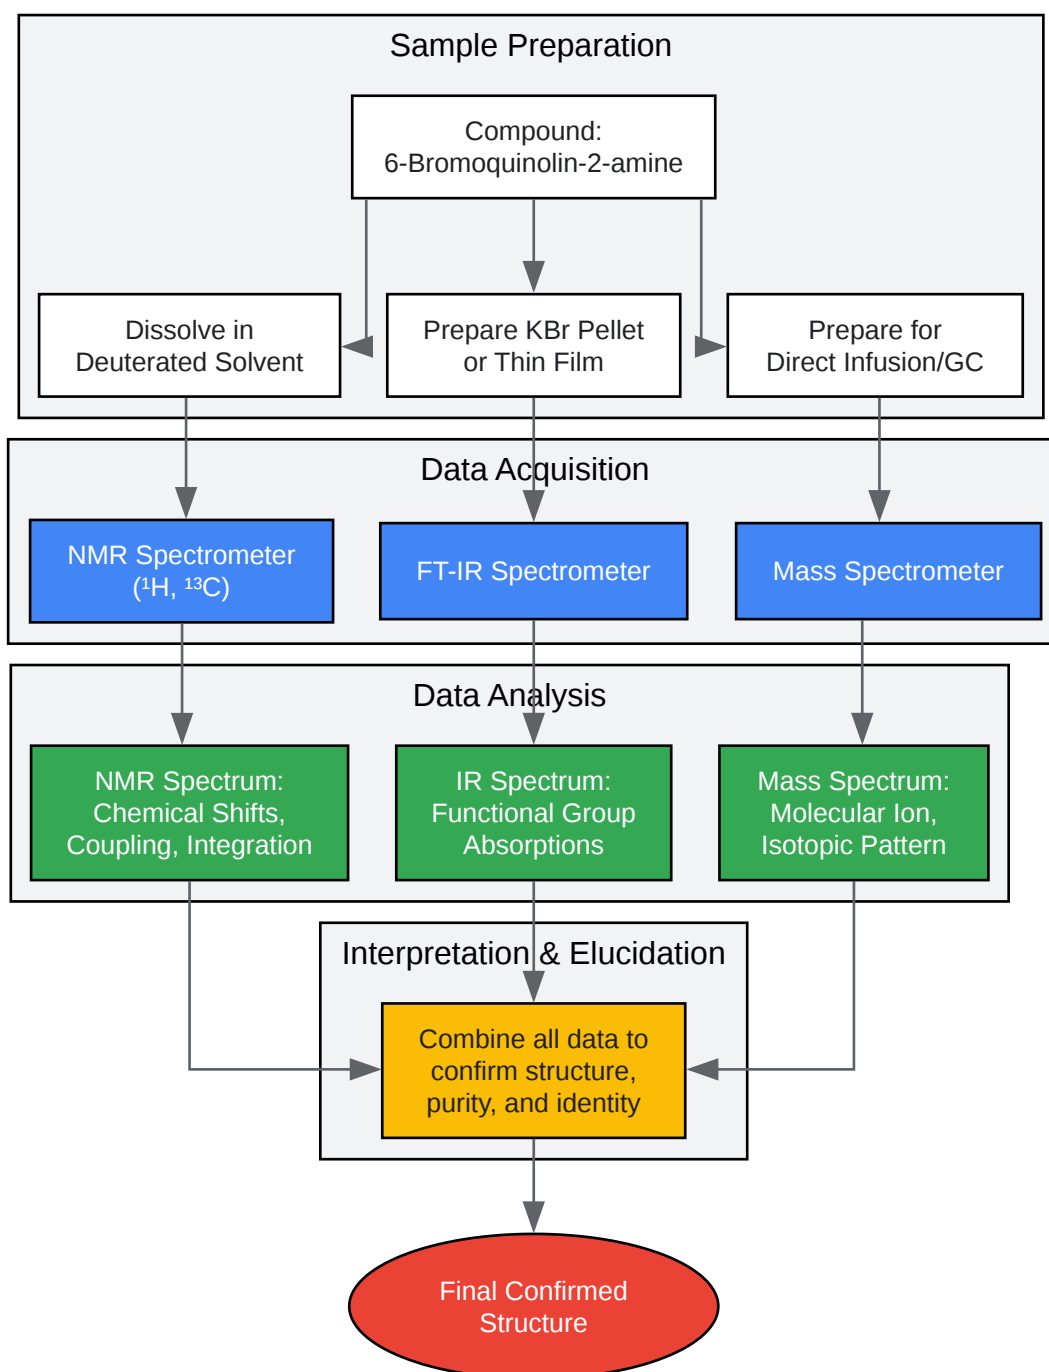 Sample Preparation
Compound:
6-Bromoquinolin-2-amine
Dissolve in
Deuterated Solvent
Prepare KBr Pellet
or Thin Film
Prepare for
Direct Infusion/GC
Data Acquisition
NMR Spectrometer
(¹H, ¹³C)
FT-IR Spectrometer
Mass Spectrometer
Data Analysis
NMR Spectrum:
Chemical Shifts,
Coupling, Integration
IR Spectrum:
Functional Group
Absorptions
Mass Spectrum:
Molecular Ion,
Isotopic Pattern
Interpretation & Elucidation
Combine all data to
confirm structure,
purity, and identity
Final Confirmed
Structure